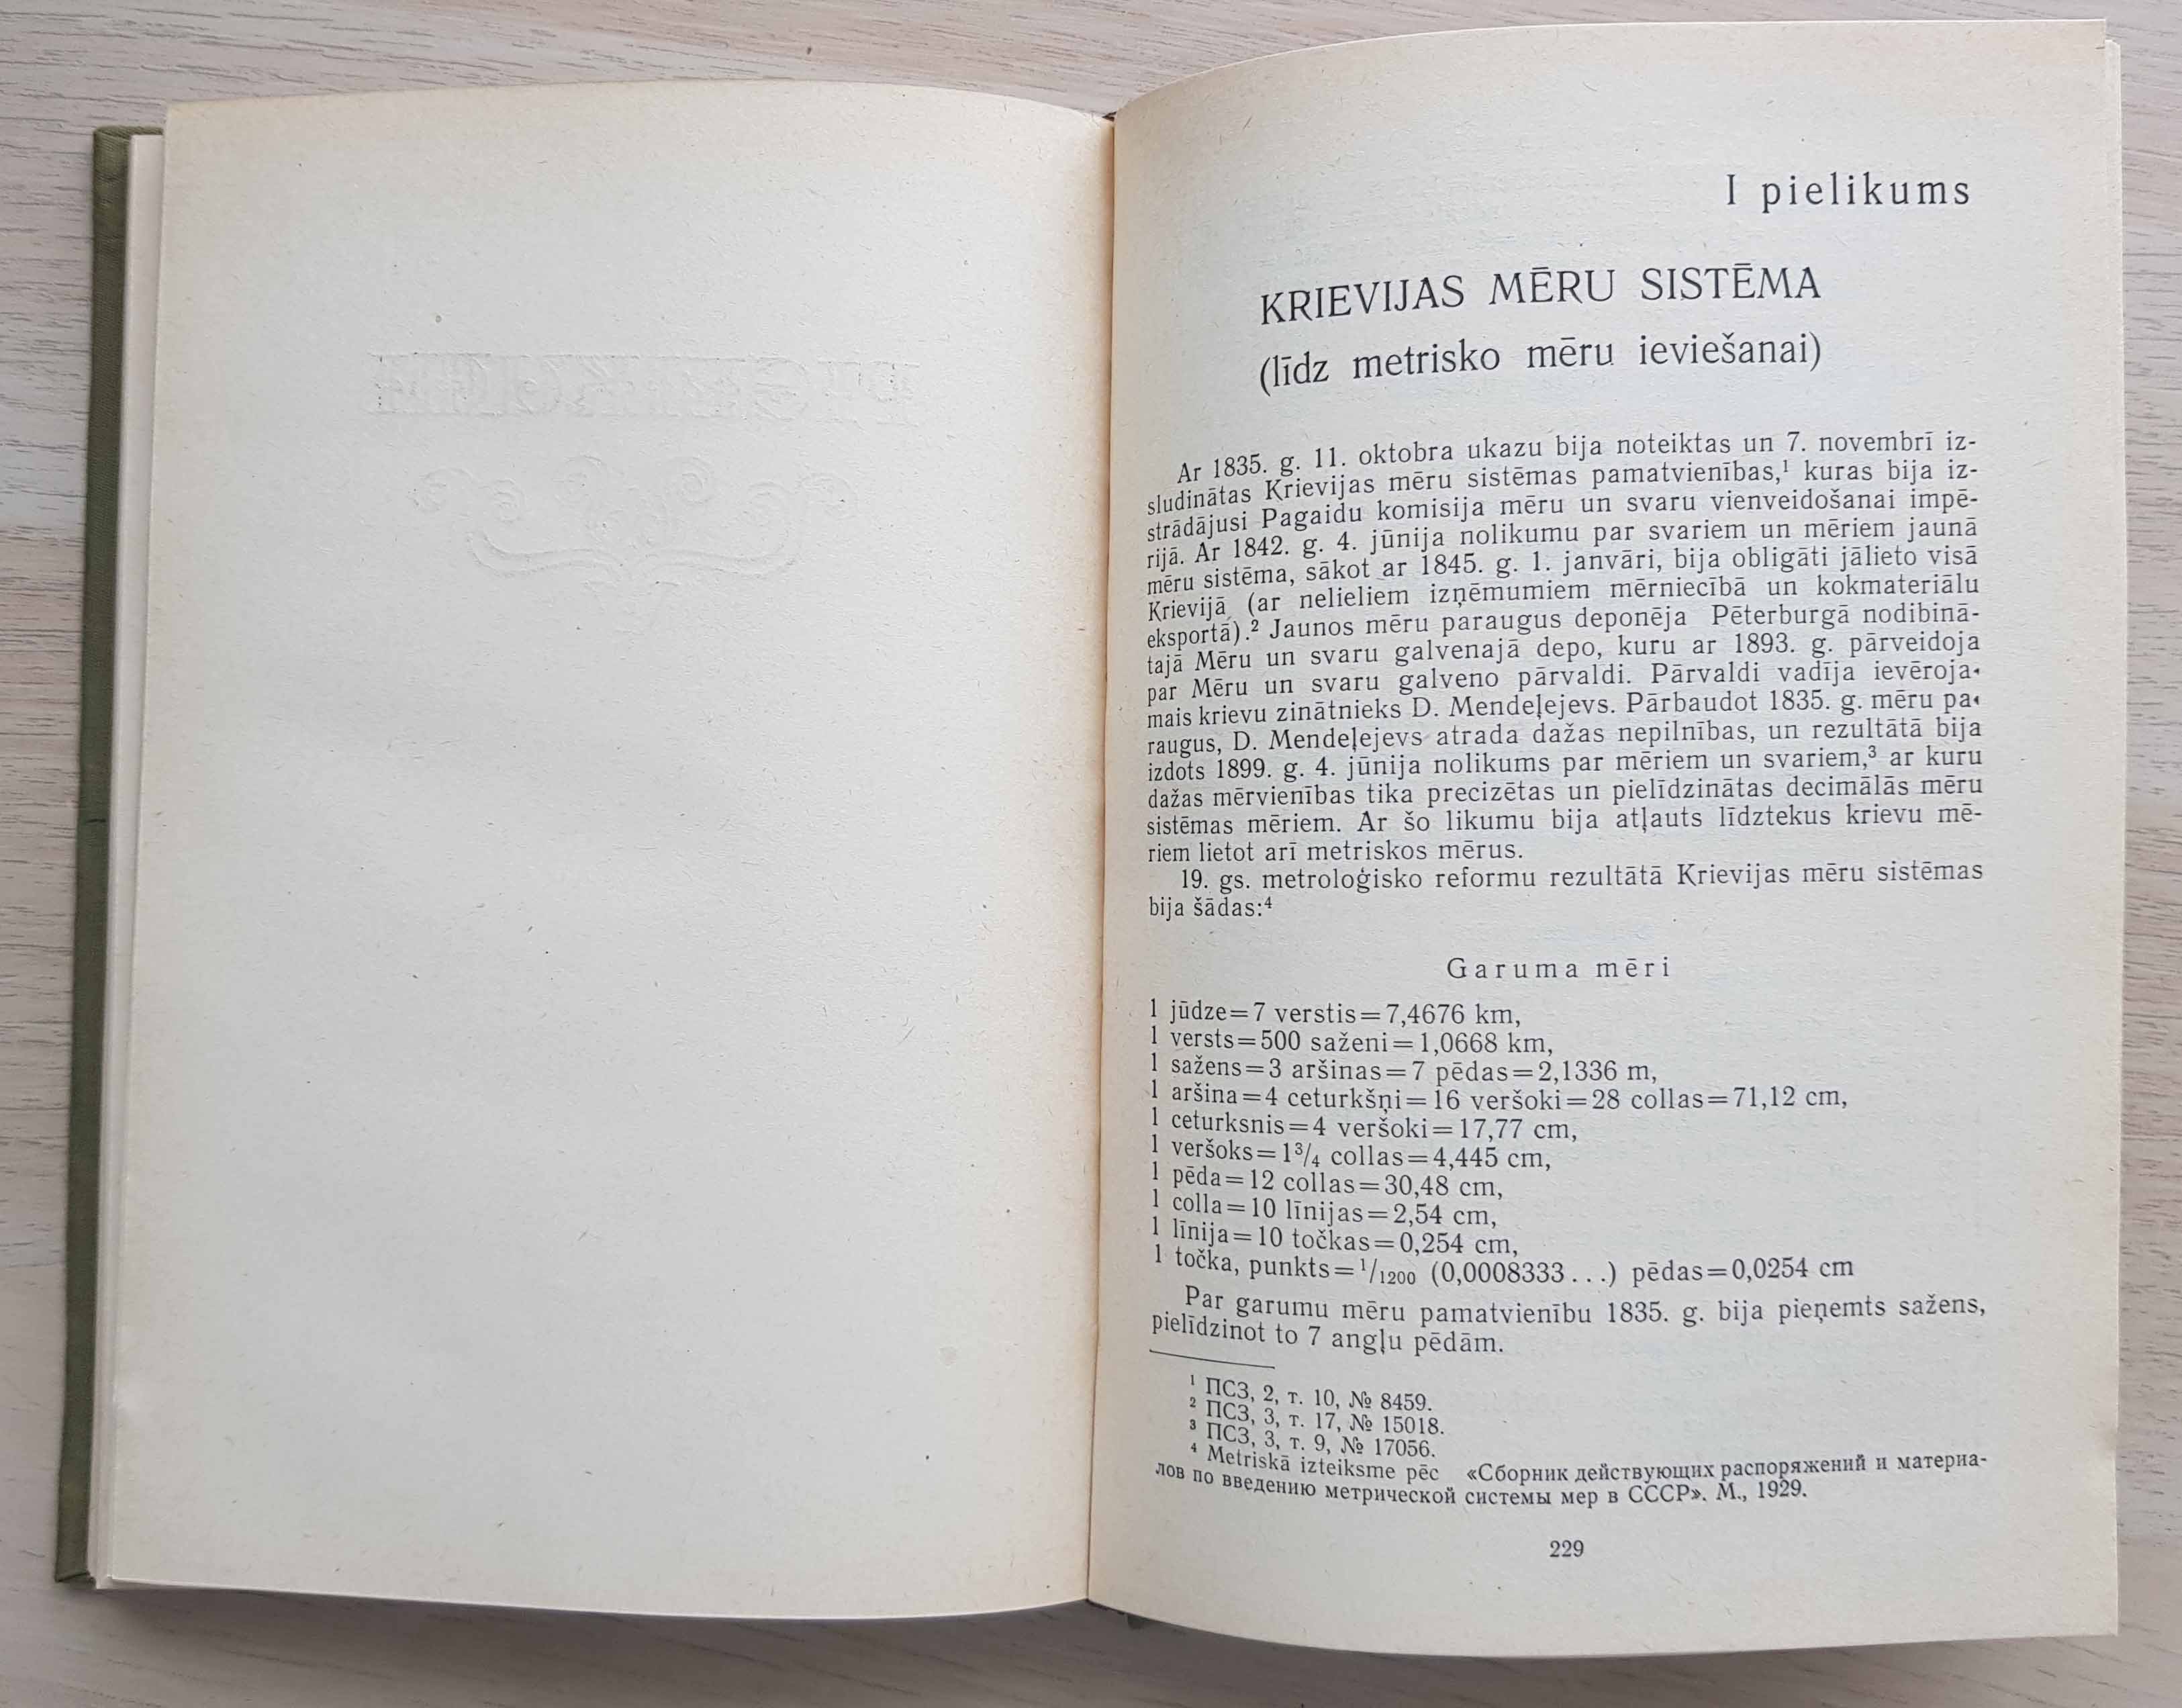 I pielikums
KRIEVIJAS MĒRU SISTĒMA
(līdz metrisko mēru ieviešanai)
Ar 1835. g. 11. oktobra ukazu bija noteiktas un 7. novembrī iz-
sludinātas Krievijas mēru sistēmas pamatvienības,¹ kuras bija iz-
strādājusi Pagaidu komisija mēru un svaru vienveidošanai impē-
rijā. Ar 1842. g. 4. jūnija nolikumu par svariem un mēriem jaunā
mēru sistēma, sākot ar 1845. g. 1. janvāri, bija obligāti jālieto visā
Krievijā (ar nelieliem izņēmumiem mērniecībā un kokmateriālu
eksportā).² Jaunos mēru paraugus deponēja Pēterburgā nodibinā-
tajā Mēru un svaru galvenajā depo, kuru ar 1893. g. pārveidoja
par Mēru un svaru galveno pārvaldi. Pārvaldi vadīja ievēroja-
mais krievu zinātnieks D. Mendeļejevs. Pārbaudot 1835. g. mēru pa-
raugus, D. Mendeļejevs atrada dažas nepilnības, un rezultātā bija
izdots 1899. g. 4. jūnija nolikums par mēriem un svariem,³ ar kuru
dažas mērvienības tika precizētas un pielīdzinātas decimālās mēru
sistēmas mēriem. Ar šo likumu bija atļauts līdztekus krievu mē-
riem lietot arī metriskos mērus.
19. gs. metroloģisko reformu rezultātā Krievijas mēru sistēmas
bija šādas:⁴
Garuma mēri
1 jūdze=7 verstis=7,4676 km,
1 versts=500 saženi=1,0668 km,
1 sažens=3 aršinas=7 pēdas=2,1336 m,
1 aršina=4 ceturkšņi=16 veršoki=28 collas=71,12 cm,
1 ceturksnis=4 veršoki=17,77 cm,
1 veršoks=1³/₄ collas=4,445 cm,
1 pēda=12 collas=30,48 cm,
1 colla=10 līnijas=2,54 cm,
1 līnija=10 točkas=0,254 cm,
1 točka, punkts=¹/₁₂₀₀ (0,0008333...) pēdas=0,0254 cm
Par garumu mēru pamatvienību 1835. g. bija pieņemts sažens,
pielīdzinot to 7 angļu pēdām.
¹ ПСЗ, 2, т. 10, № 8459.
² ПСЗ, 3, т. 17, № 15018.
³ ПСЗ, 3, т. 9, № 17056.
⁴ Metriskā izteiksme pēc «Сборник действующих распоряжений и материа-
лов по введению метрической системы мер в СССР». М., 1929.
229